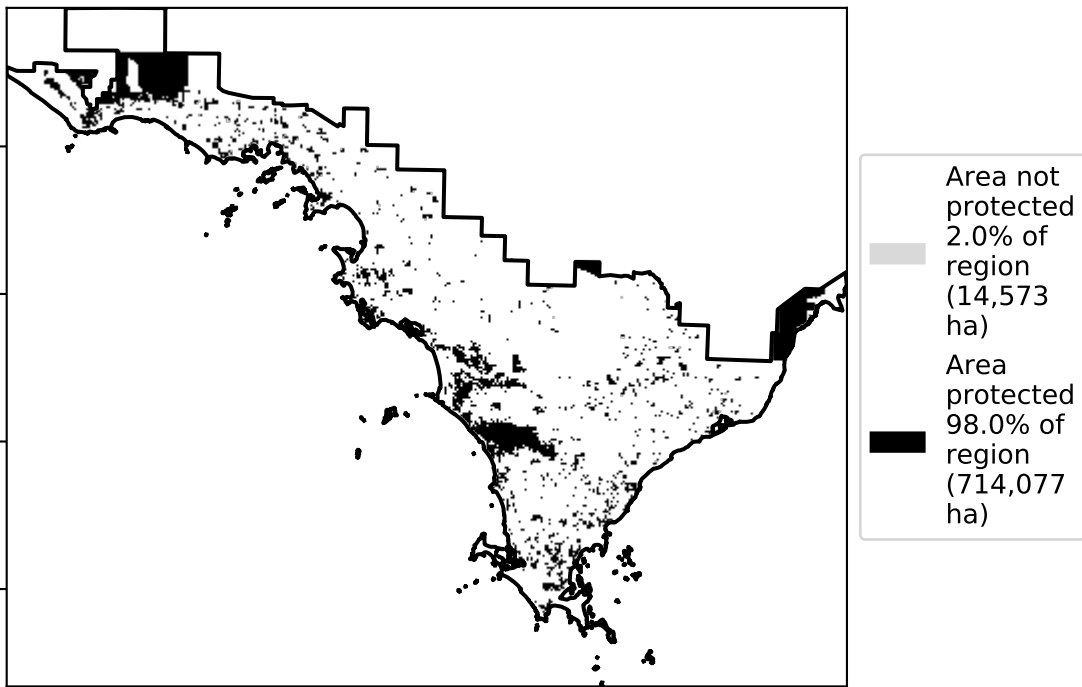 Area not
protected
2.0% of
region
(14,573
ha)
Area
protected
98.0% of
region
(714,077
ha)